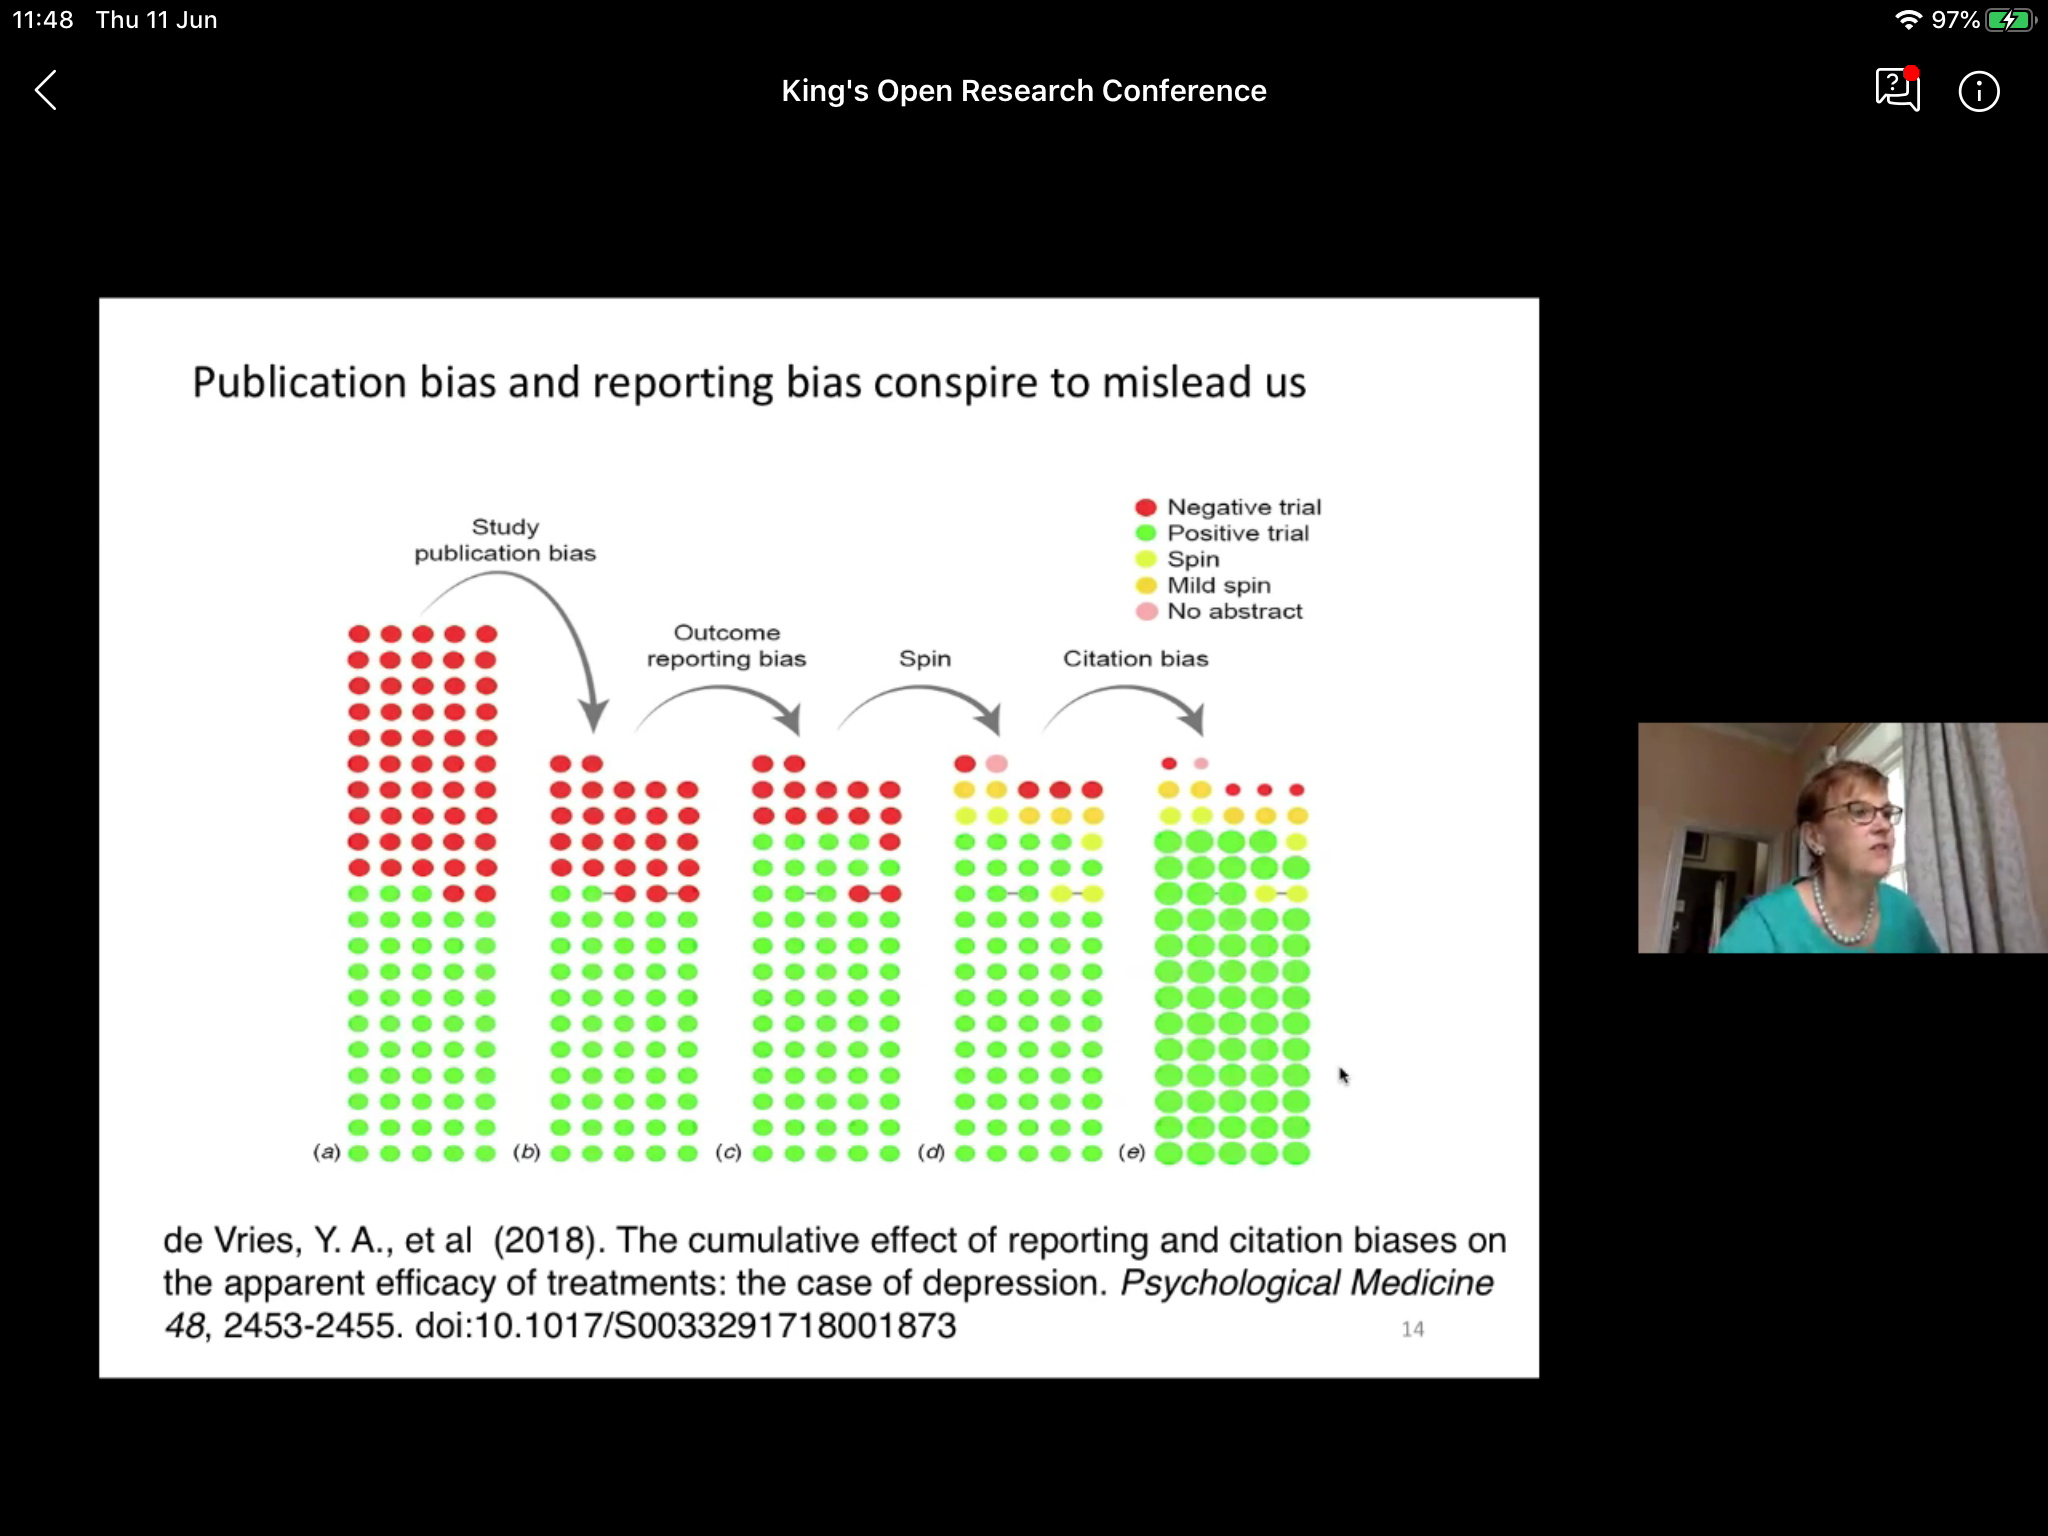 11:48 Thu 11 Jun
97%
King's Open Research Conference
Publication bias and reporting bias conspire to mislead us
Negative trial
Positive trial
Spin
Mild spin
No abstract
Study
publication bias
Outcome
reporting bias
Spin
Citation bias
(a)
(b)
(c)
(d)
(e)
de Vries, Y. A., et al (2018). The cumulative effect of reporting and citation biases on
the apparent efficacy of treatments: the case of depression. Psychological Medicine
48, 2453-2455. doi:10.1017/S0033291718001873
14